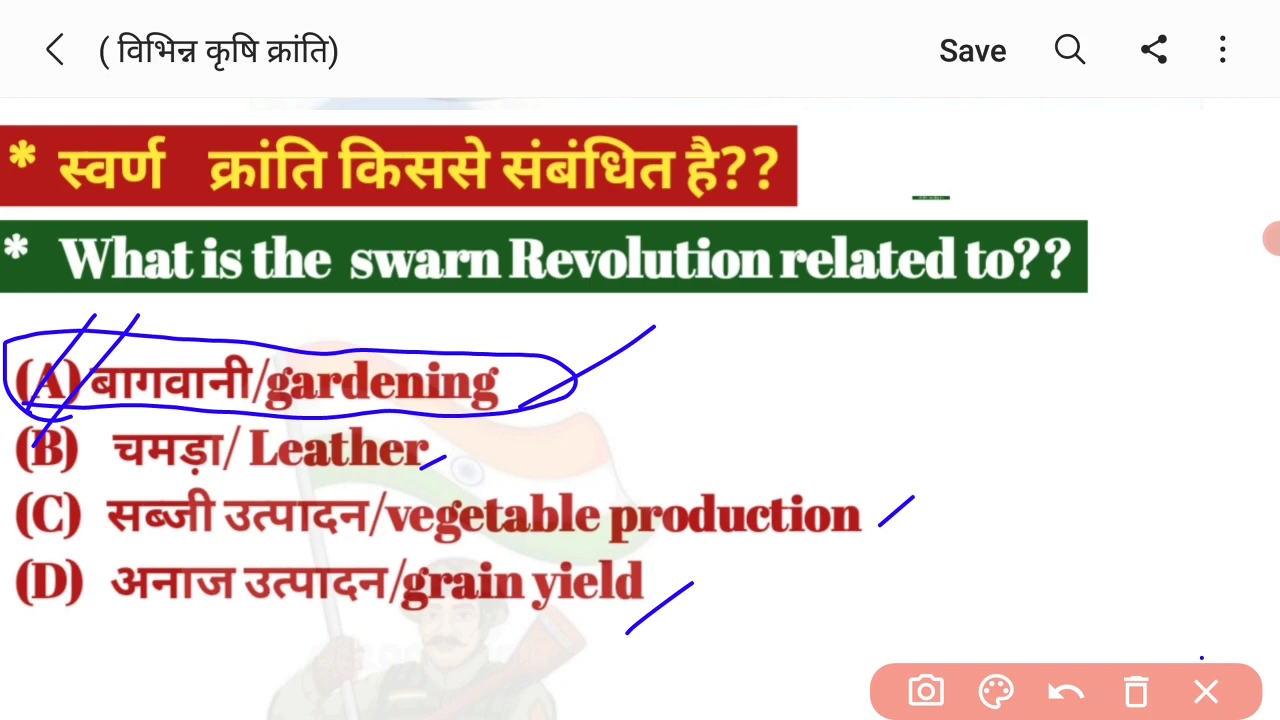 ( विभिन्न कृषि क्रांति)
Save
* स्वर्ण क्रांति किससे संबंधित है??
* What is the swarn Revolution related to??
(A) बागवानी/gardening
(B) चमड़ा/ Leather
(C) सब्जी उत्पादन/vegetable production
(D) अनाज उत्पादन/grain yield